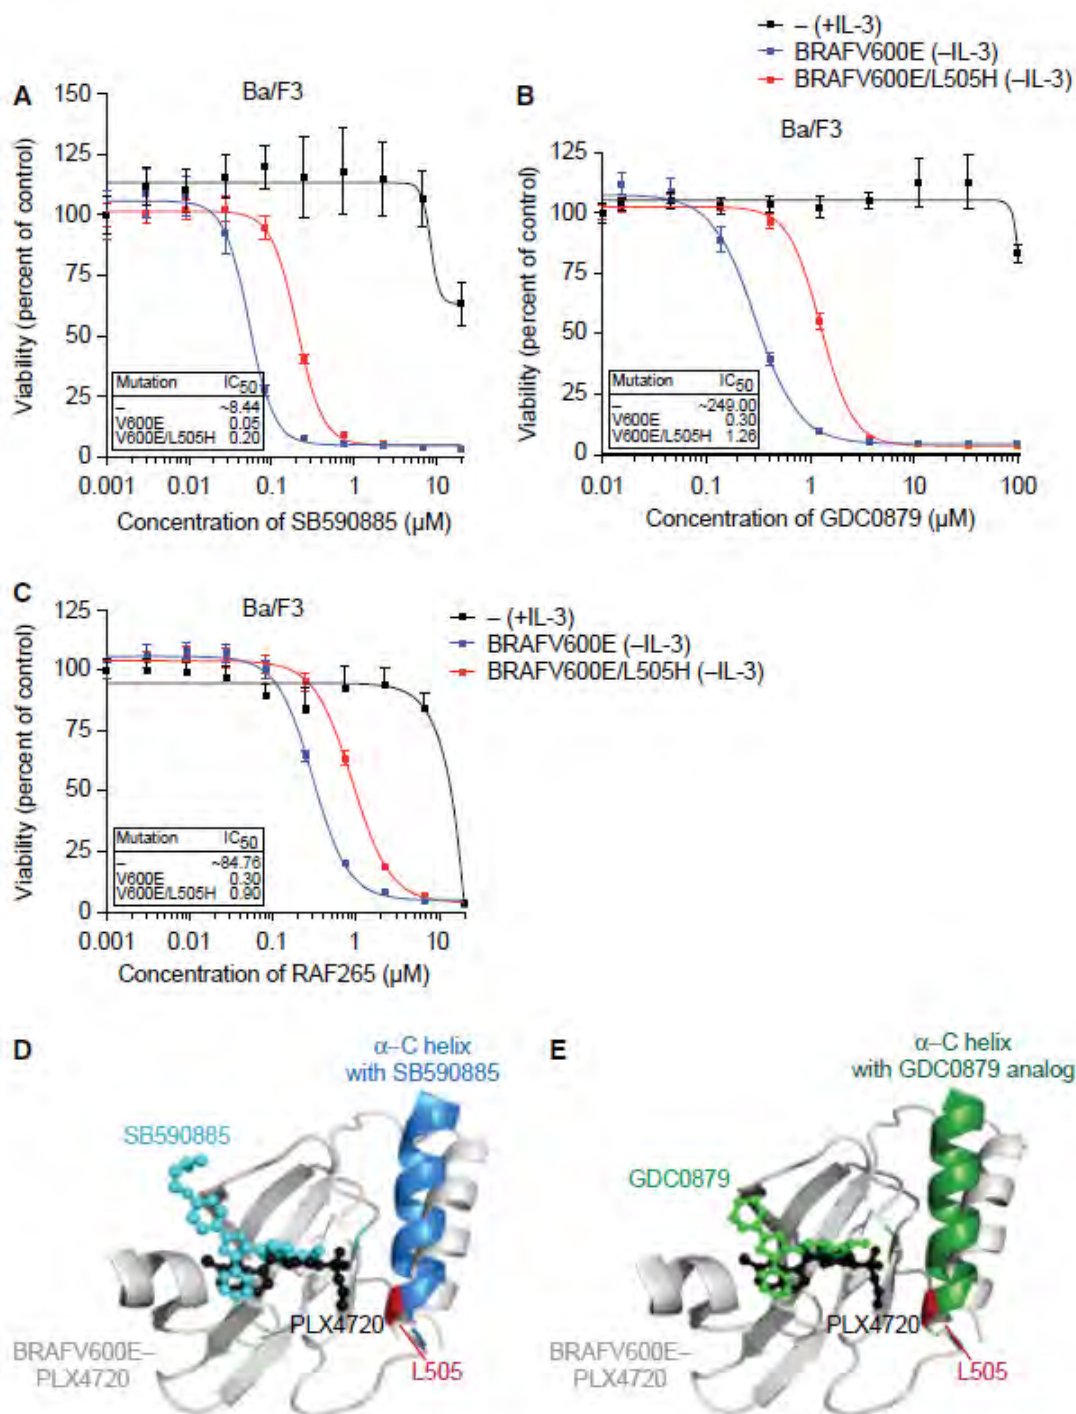 – (+IL-3)
BRAFV600E (–IL-3)
BRAFV600E/L505H (–IL-3)
A
Ba/F3
Viability (percent of control)
150
125
100
75
50
25
0
Mutation IC50
– ~8.44
V600E 0.05
V600E/L505H 0.20
0.001 0.01 0.1 1 10
Concentration of SB590885 (µM)
B
Ba/F3
Viability (percent of control)
125
100
75
50
25
0
Mutation IC50
– ~249.00
V600E 0.30
V600E/L505H 1.26
0.01 0.1 1 10 100
Concentration of GDC0879 (µM)
C
Ba/F3
– (+IL-3)
BRAFV600E (–IL-3)
BRAFV600E/L505H (–IL-3)
Viability (percent of control)
125
100
75
50
25
0
Mutation IC50
– ~84.76
V600E 0.30
V600E/L505H 0.90
0.001 0.01 0.1 1 10
Concentration of RAF265 (µM)
D
α–C helix
with SB590885
SB590885
PLX4720
BRAFV600E–
PLX4720
L505
E
α–C helix
with GDC0879 analog
GDC0879
PLX4720
BRAFV600E–
PLX4720
L505